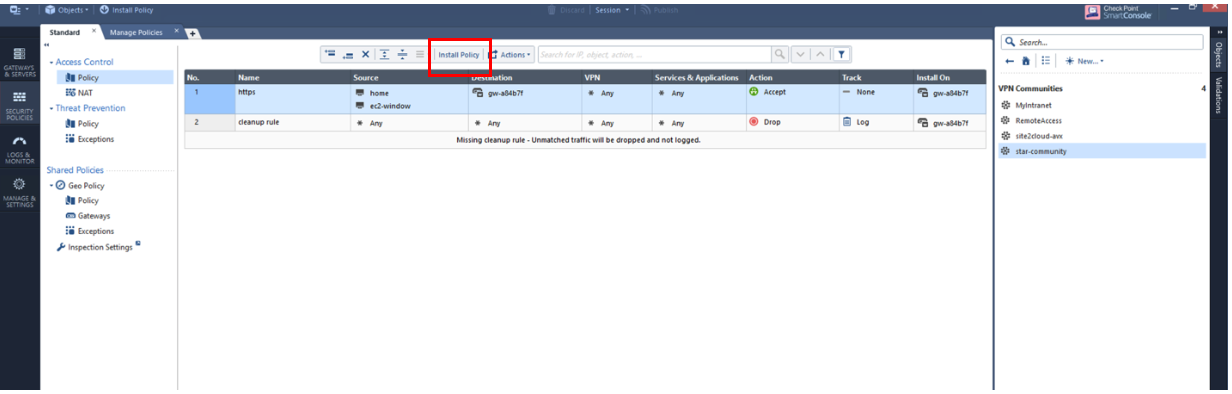 Objects Install Policy Discard Session Publish Check Point
SmartConsole
Standard × Manage Policies × +
GATEWAYS
& SERVERS
SECURITY
POLICIES
LOGS &
MONITOR
MANAGE &
SETTINGS
Access Control
Policy
NAT
Threat Prevention
Policy
Exceptions
Shared Policies
Geo Policy
Policy
Gateways
Exceptions
Inspection Settings
Install Policy Actions Search for IP, object, action, ...
No. Name Source Destination VPN Services & Applications Action Track Install On
1 https home gw-a84b7f * Any * Any Accept — None gw-a84b7f
ec2-window
2 cleanup rule * Any * Any * Any * Any Drop Log gw-a84b7f
Missing cleanup rule - Unmatched traffic will be dropped and not logged.
Search...
New...
VPN Communities 4
MyIntranet
RemoteAccess
site2cloud-avx
star-community
Objects
Validations